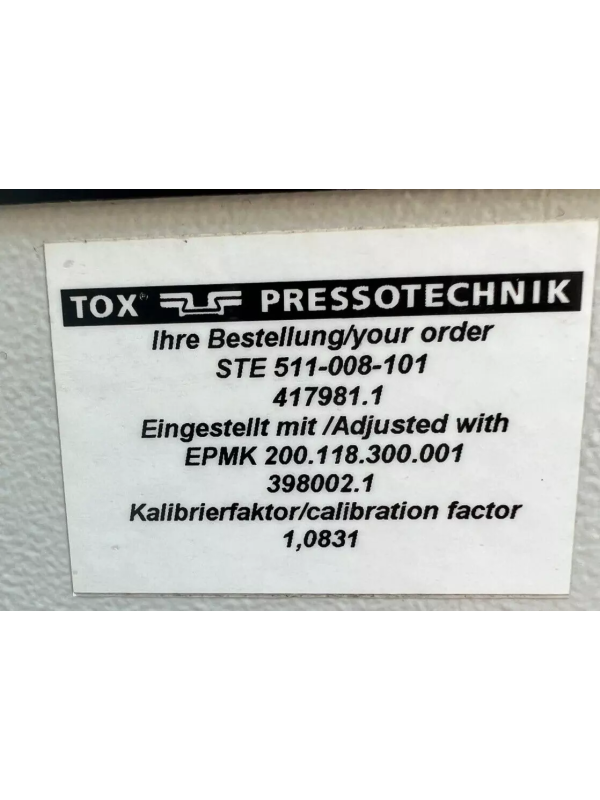 TOX® PRESSOTECHNIK
Ihre Bestellung/your order
STE 511-008-101
417981.1
Eingestellt mit /Adjusted with
EPMK 200.118.300.001
398002.1
Kalibrierfaktor/calibration factor
1,0831